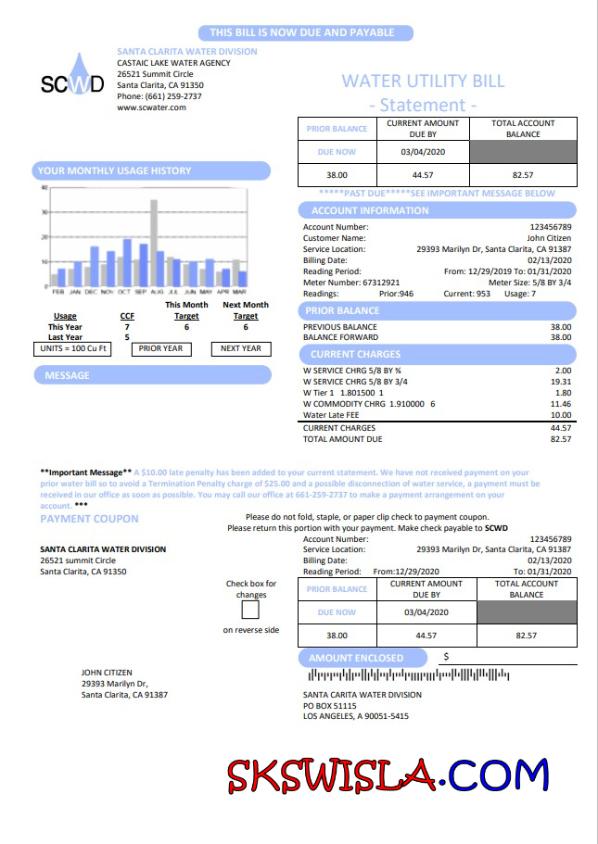 THIS BILL IS NOW DUE AND PAYABLE
SCWD
SANTA CLARITA WATER DIVISION
CASTAIC LAKE WATER AGENCY
26521 Summit Circle
Santa Clarita, CA 91350
Phone: (661) 259-2737
www.scwater.com
WATER UTILITY BILL
- Statement -
PRIOR BALANCE CURRENT AMOUNT DUE BY TOTAL ACCOUNT BALANCE
DUE NOW 03/04/2020
38.00 44.57 82.57
*****PAST DUE*****SEE IMPORTANT MESSAGE BELOW
YOUR MONTHLY USAGE HISTORY
40
30
20
10
0
FEB JAN DEC NOV OCT SEP AUG JUL JUN MAY APR MAR
This Month Next Month
Usage CCF Target Target
This Year 7 6 6
Last Year 5
UNITS = 100 Cu Ft PRIOR YEAR NEXT YEAR
MESSAGE
ACCOUNT INFORMATION
Account Number: 123456789
Customer Name: John Citizen
Service Location: 29393 Marilyn Dr, Santa Clarita, CA 91387
Billing Date: 02/13/2020
Reading Period: From: 12/29/2019 To: 01/31/2020
Meter Number: 67312921 Meter Size: 5/8 BY 3/4
Readings: Prior:946 Current: 953 Usage: 7
PRIOR BALANCE
PREVIOUS BALANCE 38.00
BALANCE FORWARD 38.00
CURRENT CHARGES
W SERVICE CHRG 5/8 BY ¾ 2.00
W SERVICE CHRG 5/8 BY 3/4 19.31
W Tier 1 1.801500 1 1.80
W COMMODITY CHRG 1.910000 6 11.46
Water Late FEE 10.00
CURRENT CHARGES 44.57
TOTAL AMOUNT DUE 82.57
**Important Message** A $10.00 late penalty has been added to your current statement. We have not received payment on your
prior water bill so to avoid a Termination Penalty charge of $25.00 and a possible disconnection of water service, a payment must be
received in our office as soon as possible. You may call our office at 661-259-2737 to make a payment arrangement on your
account. ***
PAYMENT COUPON
Please do not fold, staple, or paper clip check to payment coupon.
Please return this portion with your payment. Make check payable to SCWD
SANTA CLARITA WATER DIVISION
26521 summit Circle
Santa Clarita, CA 91350
Account Number: 123456789
Service Location: 29393 Marilyn Dr, Santa Clarita, CA 91387
Billing Date: 02/13/2020
Reading Period: From:12/29/2020 To: 01/31/2020
Check box for
changes
on reverse side
PRIOR BALANCE CURRENT AMOUNT DUE BY TOTAL ACCOUNT BALANCE
DUE NOW 03/04/2020
38.00 44.57 82.57
AMOUNT ENCLOSED $
JOHN CITIZEN
29393 Marilyn Dr,
Santa Clarita, CA 91387
SANTA CARITA WATER DIVISION
PO BOX 51115
LOS ANGELES, A 90051-5415
SKSWISLA.COM